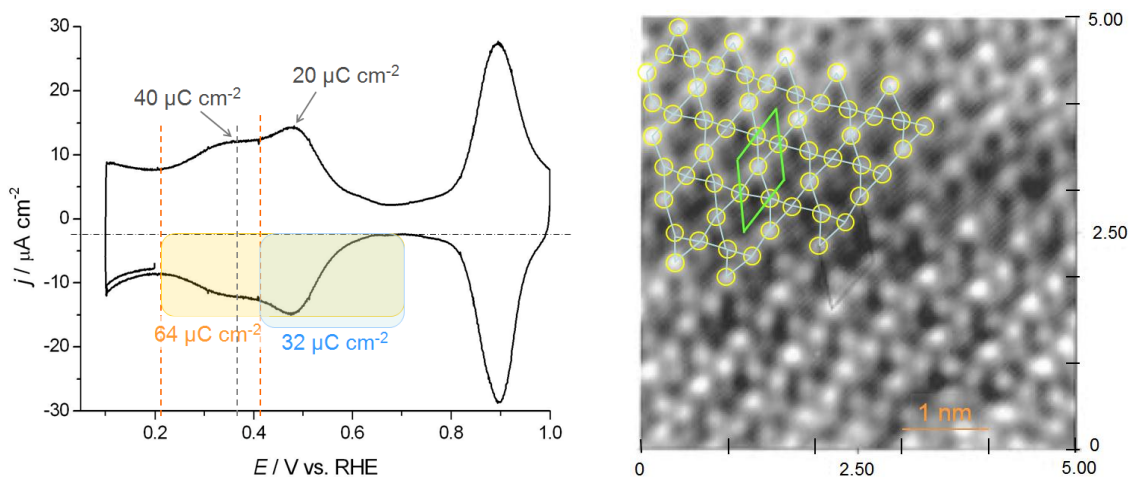 30
20
10
0
-10
-20
-30
j / µA cm-2
40 µC cm-2
20 µC cm-2
64 µC cm-2
32 µC cm-2
0.2
0.4
0.6
0.8
1.0
E / V vs. RHE
5.00
2.50
0
1 nm
0
2.50
5.00